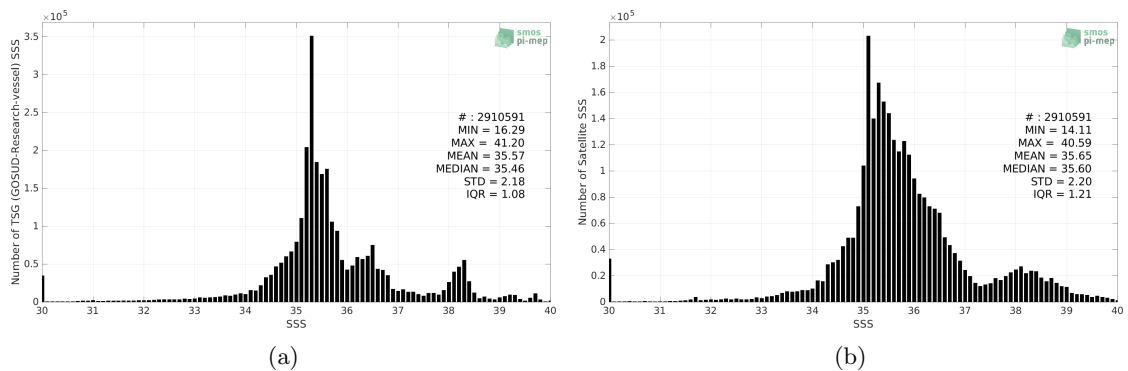 ×10⁵
3.5
3
2.5
2
1.5
1
0.5
0
30 31 32 33 34 35 36 37 38 39 40
SSS
Number of TSG (GOSUD-Research-vessel) SSS
smos
pi-mep
# : 2910591
MIN = 16.29
MAX = 41.20
MEAN = 35.57
MEDIAN = 35.46
STD = 2.18
IQR = 1.08
(a)
×10⁵
2
1.8
1.6
1.4
1.2
1
0.8
0.6
0.4
0.2
0
30 31 32 33 34 35 36 37 38 39 40
SSS
Number of Satellite SSS
smos
pi-mep
# : 2910591
MIN = 14.11
MAX = 40.59
MEAN = 35.65
MEDIAN = 35.60
STD = 2.20
IQR = 1.21
(b)